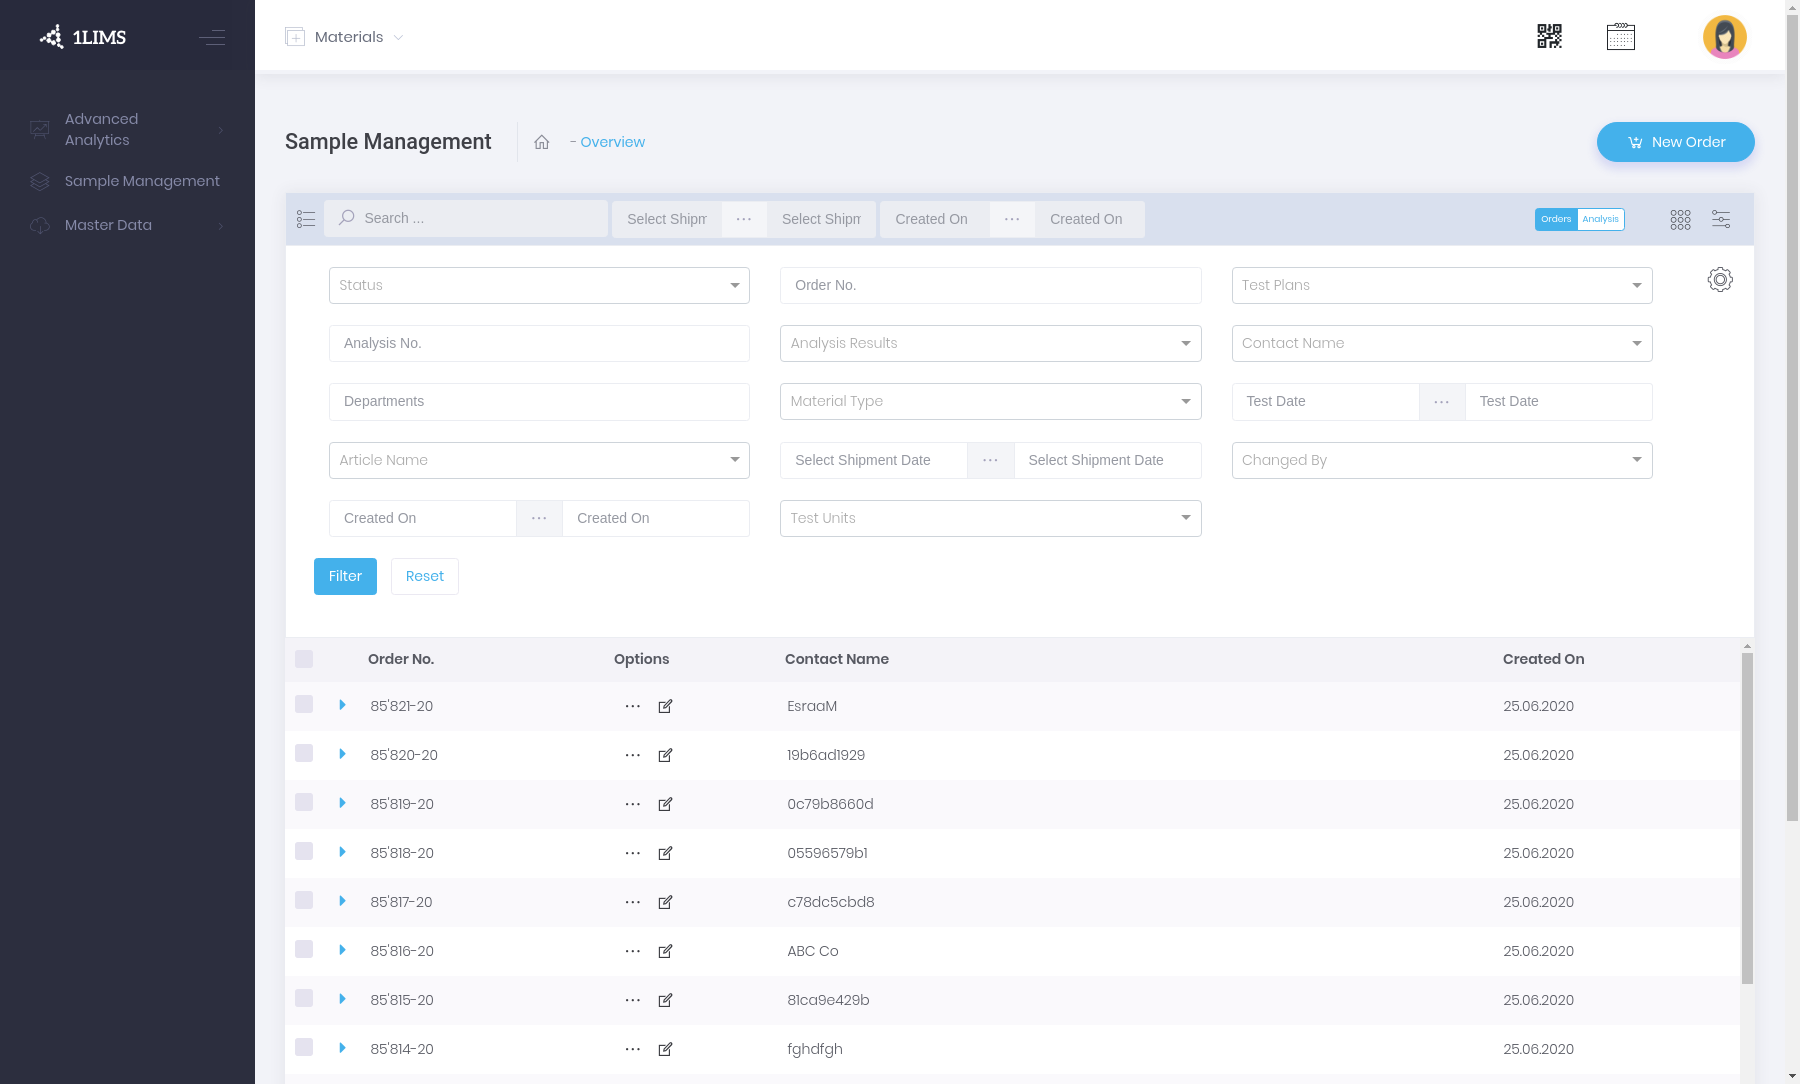 1LIMS
Materials
Advanced
Analytics
Sample Management
Master Data
Sample Management
- Overview
New Order
Search ...
Select Shipm
...
Select Shipm
Created On
...
Created On
Orders
Analysis
Status
Order No.
Test Plans
Analysis No.
Analysis Results
Contact Name
Departments
Material Type
Test Date
...
Test Date
Article Name
Select Shipment Date
...
Select Shipment Date
Changed By
Created On
...
Created On
Test Units
Filter
Reset
Order No.
Options
Contact Name
Created On
85'821-20
EsraaM
25.06.2020
85'820-20
19b6ad1929
25.06.2020
85'819-20
0c79b8660d
25.06.2020
85'818-20
05596579b1
25.06.2020
85'817-20
c78dc5cbd8
25.06.2020
85'816-20
ABC Co
25.06.2020
85'815-20
81ca9e429b
25.06.2020
85'814-20
fghdfgh
25.06.2020